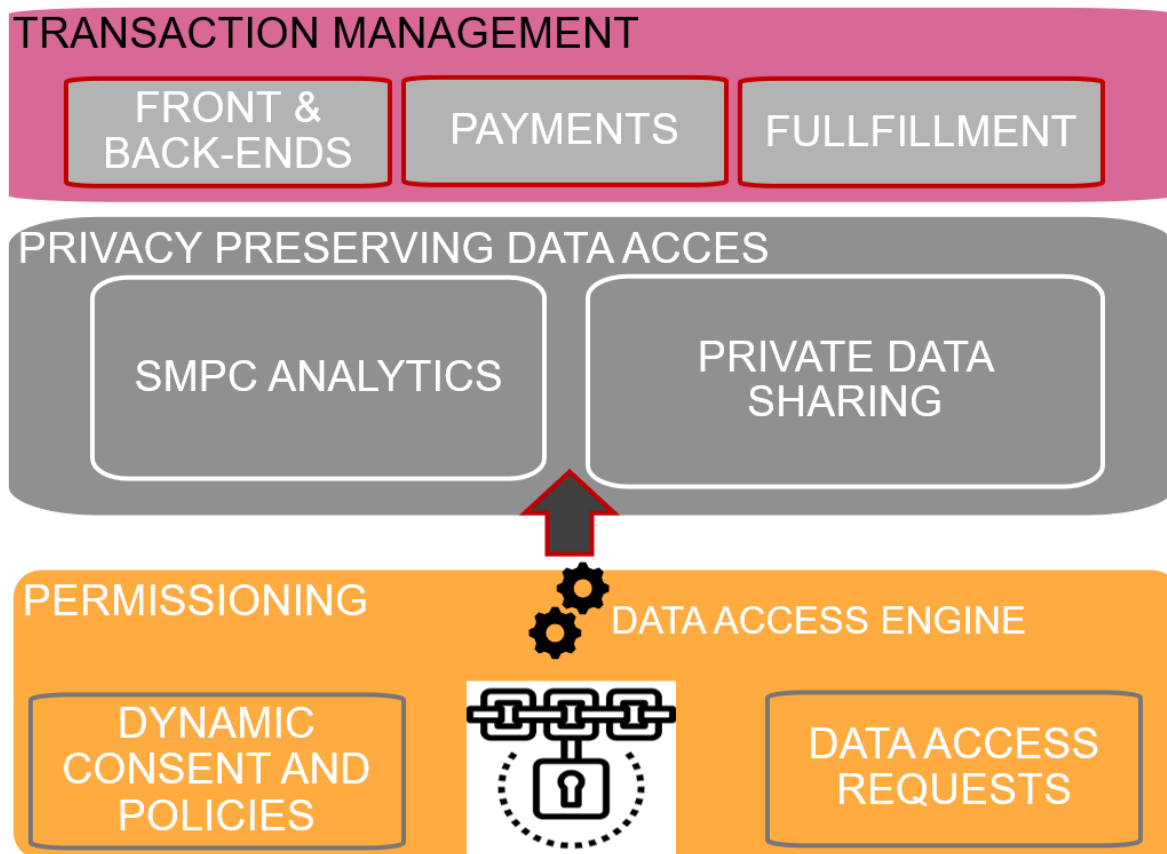 TRANSACTION MANAGEMENT
FRONT &
BACK-ENDS
PAYMENTS
FULLFILLMENT
PRIVACY PRESERVING DATA ACCES
SMPC ANALYTICS
PRIVATE DATA
SHARING
PERMISSIONING
DATA ACCESS ENGINE
DYNAMIC
CONSENT AND
POLICIES
DATA ACCESS
REQUESTS